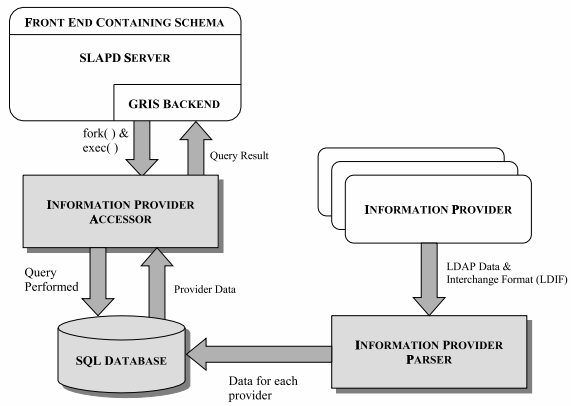 FRONT END CONTAINING SCHEMA
SLAPD SERVER
GRIS BACKEND
fork( ) &
exec( )
Query Result
INFORMATION PROVIDER
ACCESSOR
INFORMATION PROVIDER
Query
Performed
Provider Data
LDAP Data &
Interchange Format (LDIF)
SQL DATABASE
INFORMATION PROVIDER
PARSER
Data for each
provider